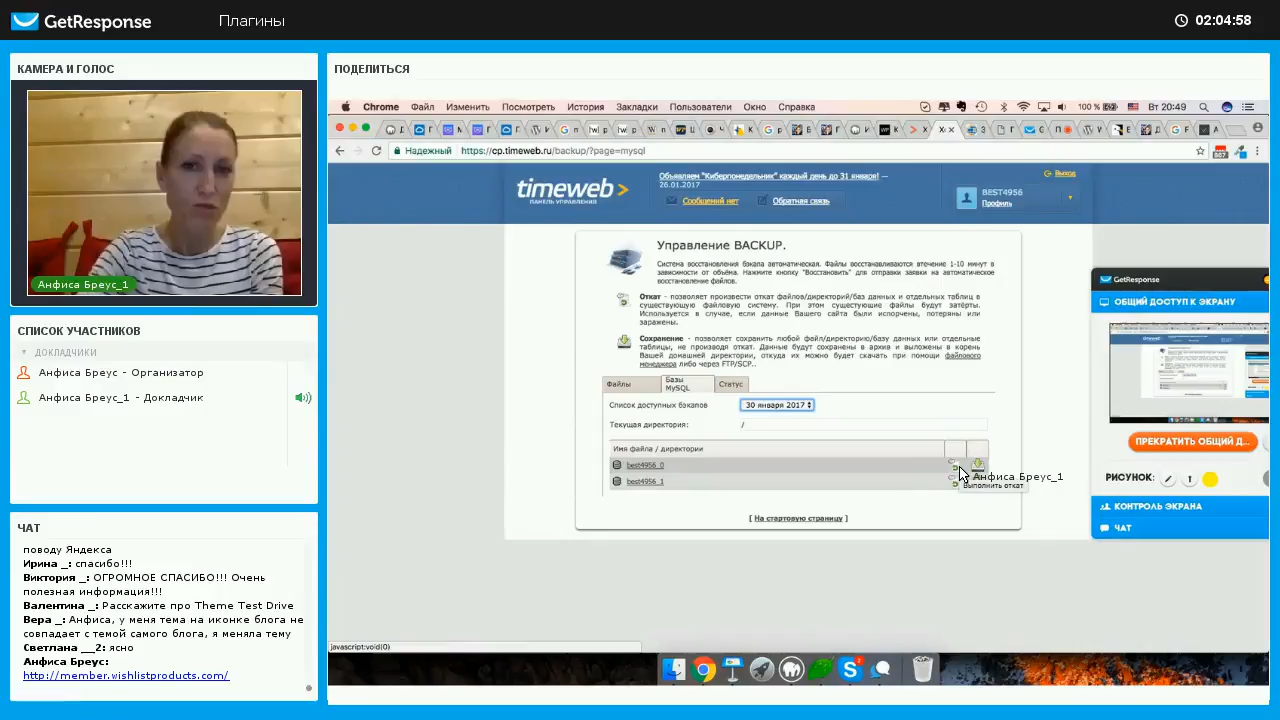 GetResponse
Плагины
02:04:58
КАМЕРА И ГОЛОС
Анфиса Бреус_1
СПИСОК УЧАСТНИКОВ
ДОКЛАДЧИКИ
Анфиса Бреус - Организатор
Анфиса Бреус_1 - Докладчик
ЧАТ
поводу Яндекса
Ирина _: спасибо!!!
Виктория _: ОГРОМНОЕ СПАСИБО!!! Очень
полезная информация!!!
Валентина _: Расскажите про Theme Test Drive
Вера _: Анфиса, у меня тема на иконке блога не
совпадает с темой самого блога, я меняла тему
Светлана __2: ясно
Анфиса Бреус:
http://member.wishlistproducts.com/
ПОДЕЛИТЬСЯ
Chrome Файл Изменить Посмотреть История Закладки Пользователи Окно Справка
100 % Вт 20:49
Надежный https://cp.timeweb.ru/backup/?page=mysql
timeweb>
ПАНЕЛЬ УПРАВЛЕНИЯ
Объявляем "Киберпонедельник" каждый день до 31 января! —
26.01.2017
Сообщений нет
Обратная связь
Выход
BEST4956
Профиль
Управление BACKUP.
Система восстановления бэкапа автоматическая. Файлы восстанавливаются втечение 1-10 минут в
зависимости от объёма. Нажмите кнопку "Восстановить" для отправки заявки на автоматическое
восстановление файлов.
Откат - позволяет произвести откат файлов/директорий/баз данных и отдельных таблиц в
существующую файловую систему. При этом существующие файлы будут затёрты.
Используется в случае, если данные Вашего сайта были испорчены, потеряны или
заражены.
Сохранение - позволяет сохранить любой файл/директорию/базу данных или отдельные
таблицы, не производя откат. Данные будут сохранены в архив и выложены в корень
Вашей домашней директории, откуда их можно будет скачать при помощи файлового
менеджера либо через FTP/SCP..
Файлы
Базы
MySQL
Статус
Список доступных бэкапов 30 января 2017
Текущая директория: /
Имя файла / директории
best4956_0
best4956_1
Анфиса Бреус_1
Выполнить откат
[ На стартовую страницу ]
javascript:void(0)
GetResponse
ОБЩИЙ ДОСТУП К ЭКРАНУ
ПРЕКРАТИТЬ ОБЩИЙ Д...
РИСУНОК:
КОНТРОЛЬ ЭКРАНА
ЧАТ